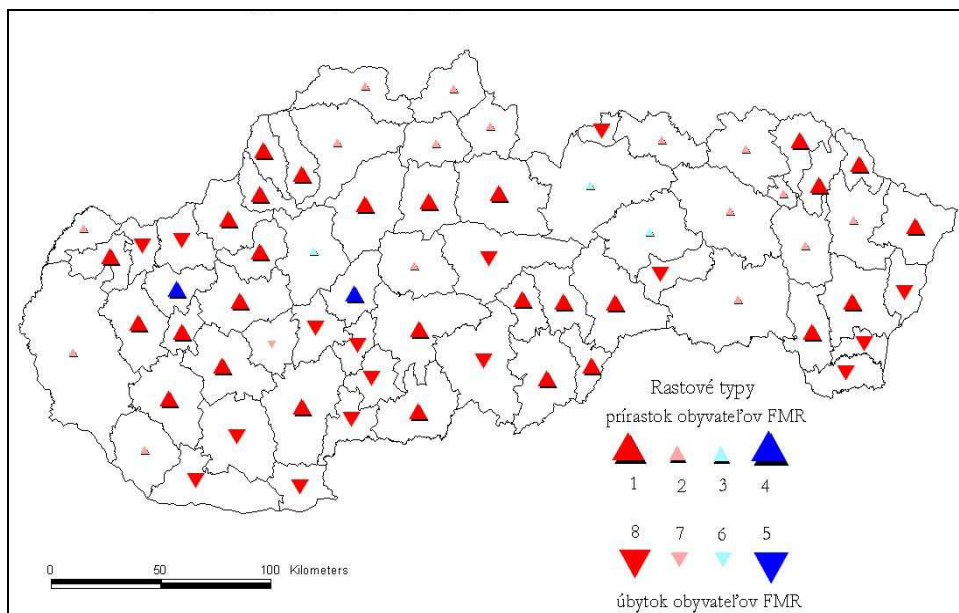 Rastové typy
prírastok obyvateľov FMR
1 2 3 4
8 7 6 5
úbytok obyvateľov FMR
0 50 100 Kilometers